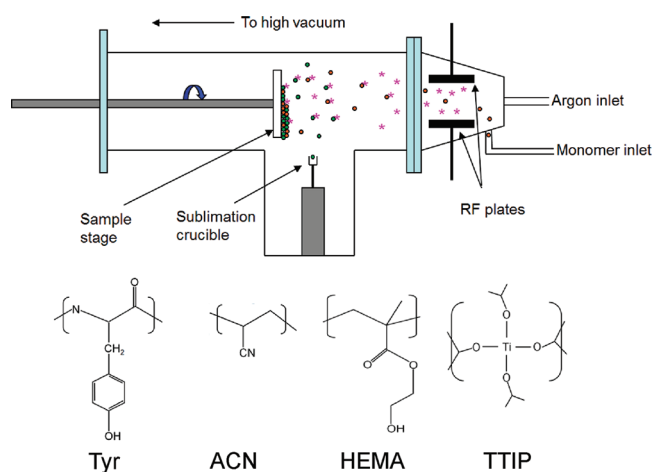 To high vacuum
Argon inlet
Monomer inlet
RF plates
Sample
stage
Sublimation
crucible
N
O
CH2
OH
CN
O
O
OH
O
O
Ti
O
O
Tyr
ACN
HEMA
TTIP